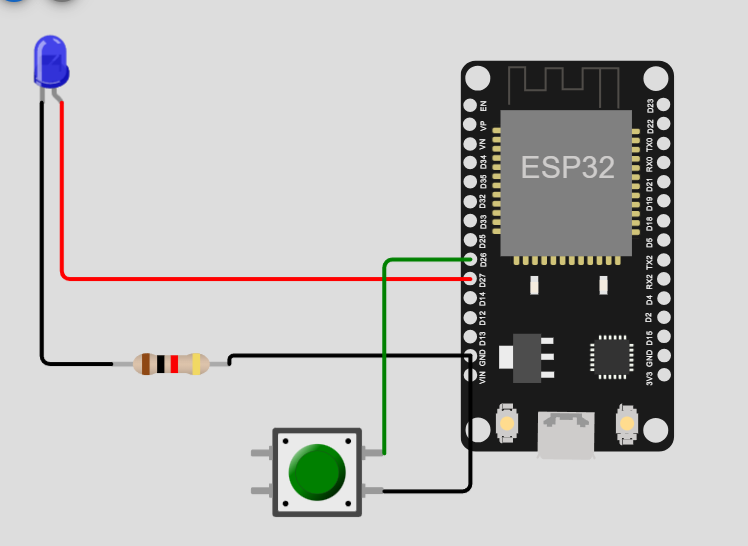 ESP32
EN
VP
VN
D34
D35
D32
D33
D25
D26
D27
D14
D12
D13
GND
VIN
D23
D22
TX0
RX0
D21
D19
D18
D5
TX2
RX2
D4
D2
D15
GND
3V3